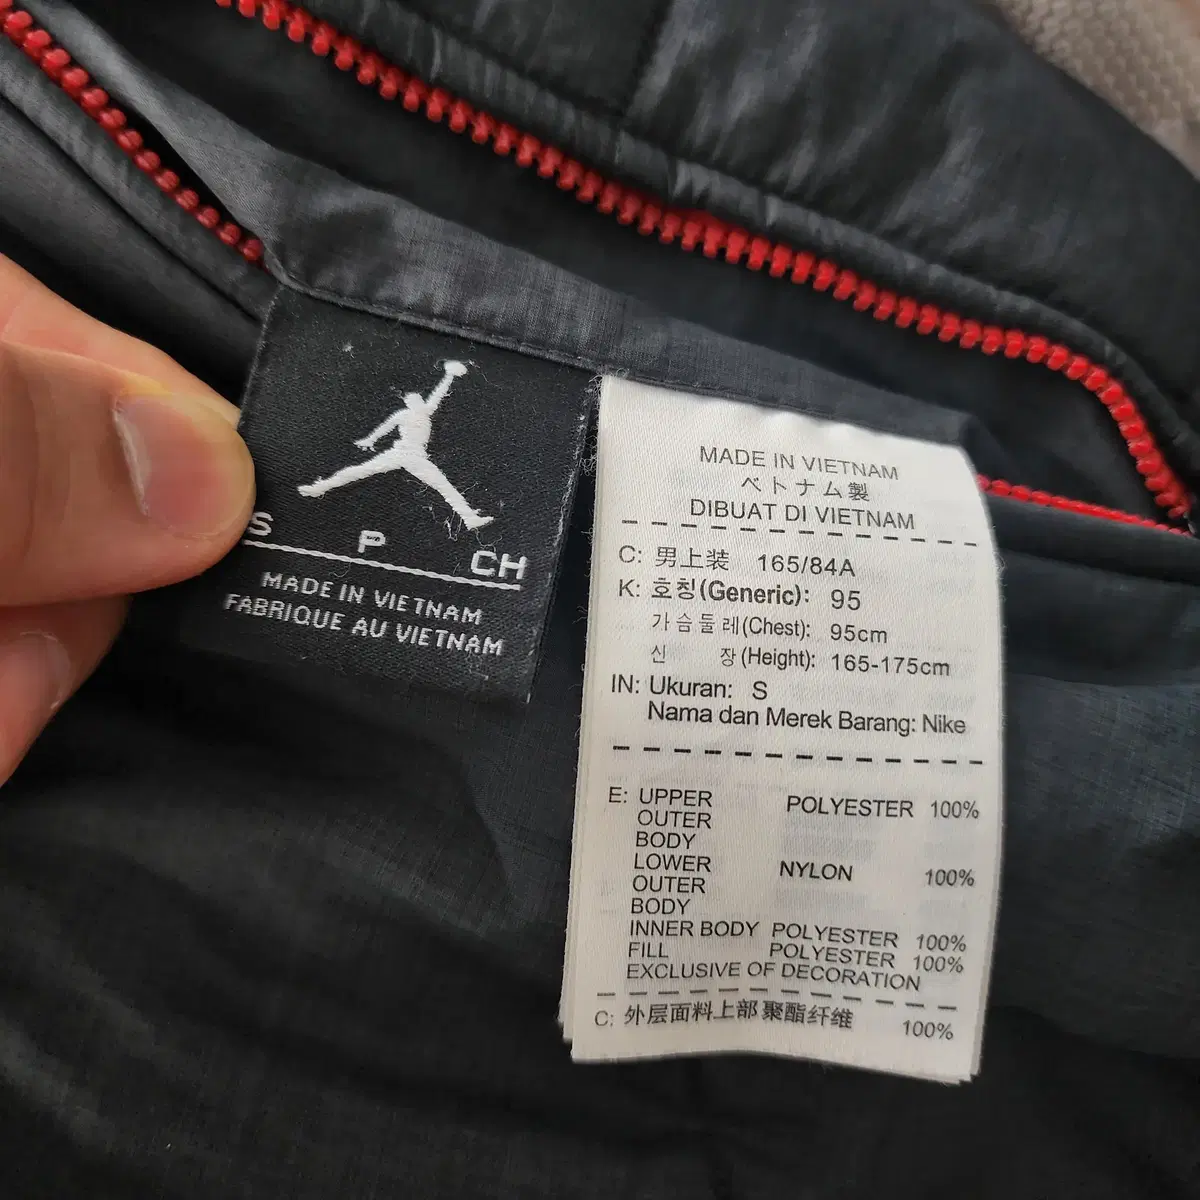 S P CH
MADE IN VIETNAM
FABRIQUE AU VIETNAM
MADE IN VIETNAM
ベトナム製
DIBUAT DI VIETNAM
C: 男上装 165/84A
K: 호칭(Generic): 95
가슴둘레(Chest): 95cm
신 장(Height): 165-175cm
IN: Ukuran: S
Nama dan Merek Barang: Nike
E: UPPER POLYESTER 100%
OUTER
BODY
LOWER NYLON 100%
OUTER
BODY
INNER BODY POLYESTER 100%
FILL POLYESTER 100%
EXCLUSIVE OF DECORATION
C: 外层面料上部 聚酯纤维 100%